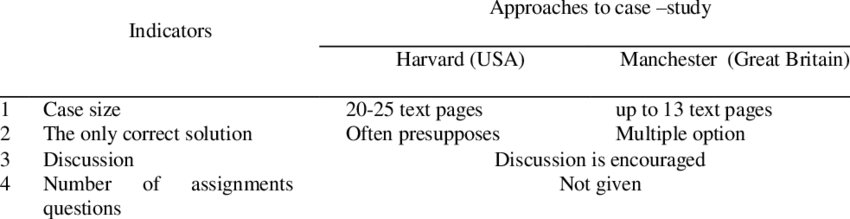 Approaches to case –study
Indicators
Harvard (USA) Manchester (Great Britain)
1 Case size 20-25 text pages up to 13 text pages
2 The only correct solution Often presupposes Multiple option
3 Discussion Discussion is encouraged
4 Number of assignments Not given
questions